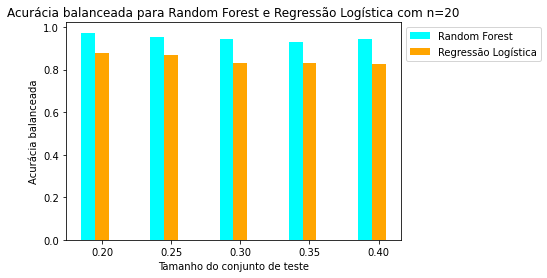 Acurácia balanceada para Random Forest e Regressão Logística com n=20
Random Forest
Regressão Logística
Acurácia balanceada
1.0
0.8
0.6
0.4
0.2
0.0
0.20 0.25 0.30 0.35 0.40
Tamanho do conjunto de teste